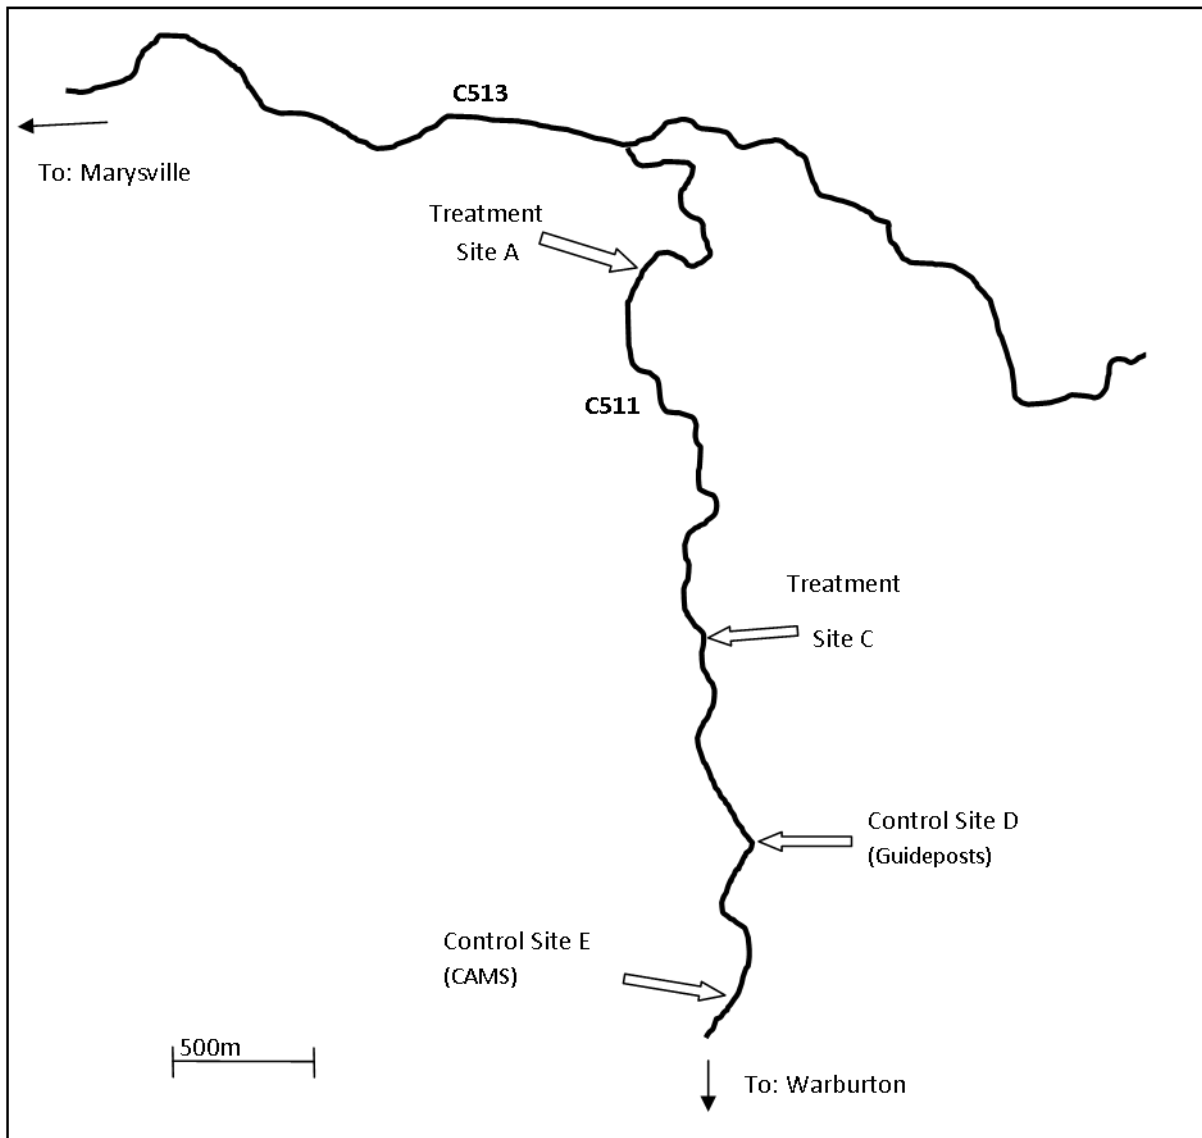 C513
To: Marysville
Treatment
Site A
C511
Treatment
Site C
Control Site D
(Guideposts)
Control Site E
(CAMS)
500m
To: Warburton